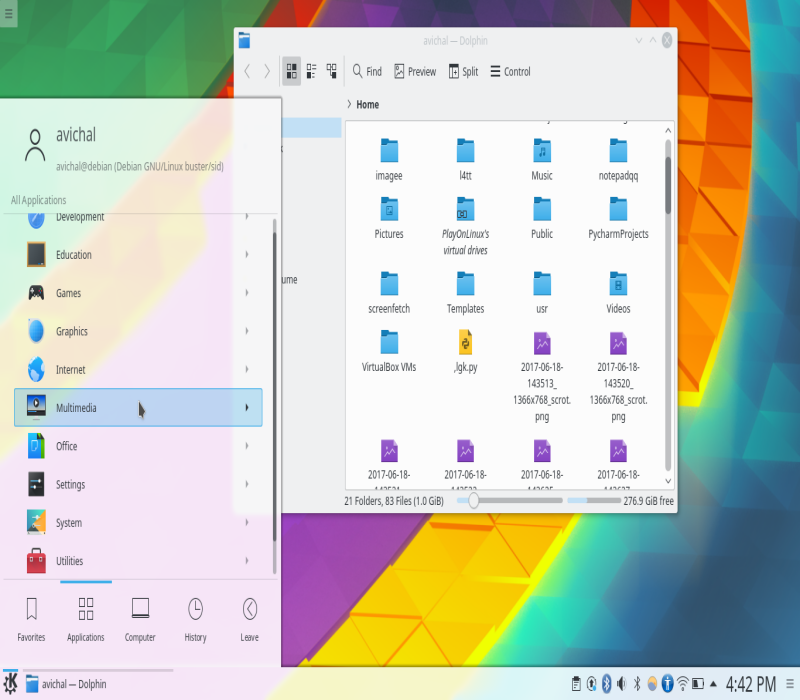 avichal — Dolphin
Find
Preview
Split
Control
Home
avichal
avichal@debian (Debian GNU/Linux buster/sid)
All Applications
Development
Education
Games
Graphics
Internet
Multimedia
Office
Settings
System
Utilities
Favorites
Applications
Computer
History
Leave
ume
imagee
l4tt
Music
notepadqq
Pictures
PlayOnLinux's
virtual drives
Public
PycharmProjects
screenfetch
Templates
usr
Videos
VirtualBox VMs
.lgk.py
2017-06-18-
143513_
1366x768_scrot.
png
2017-06-18-
143520_
1366x768_scrot.
png
2017-06-18-
2017-06-18-
2017-06-18-
2017-06-18-
21 Folders, 83 Files (1.0 GiB)
276.9 GiB free
avichal — Dolphin
4:42 PM